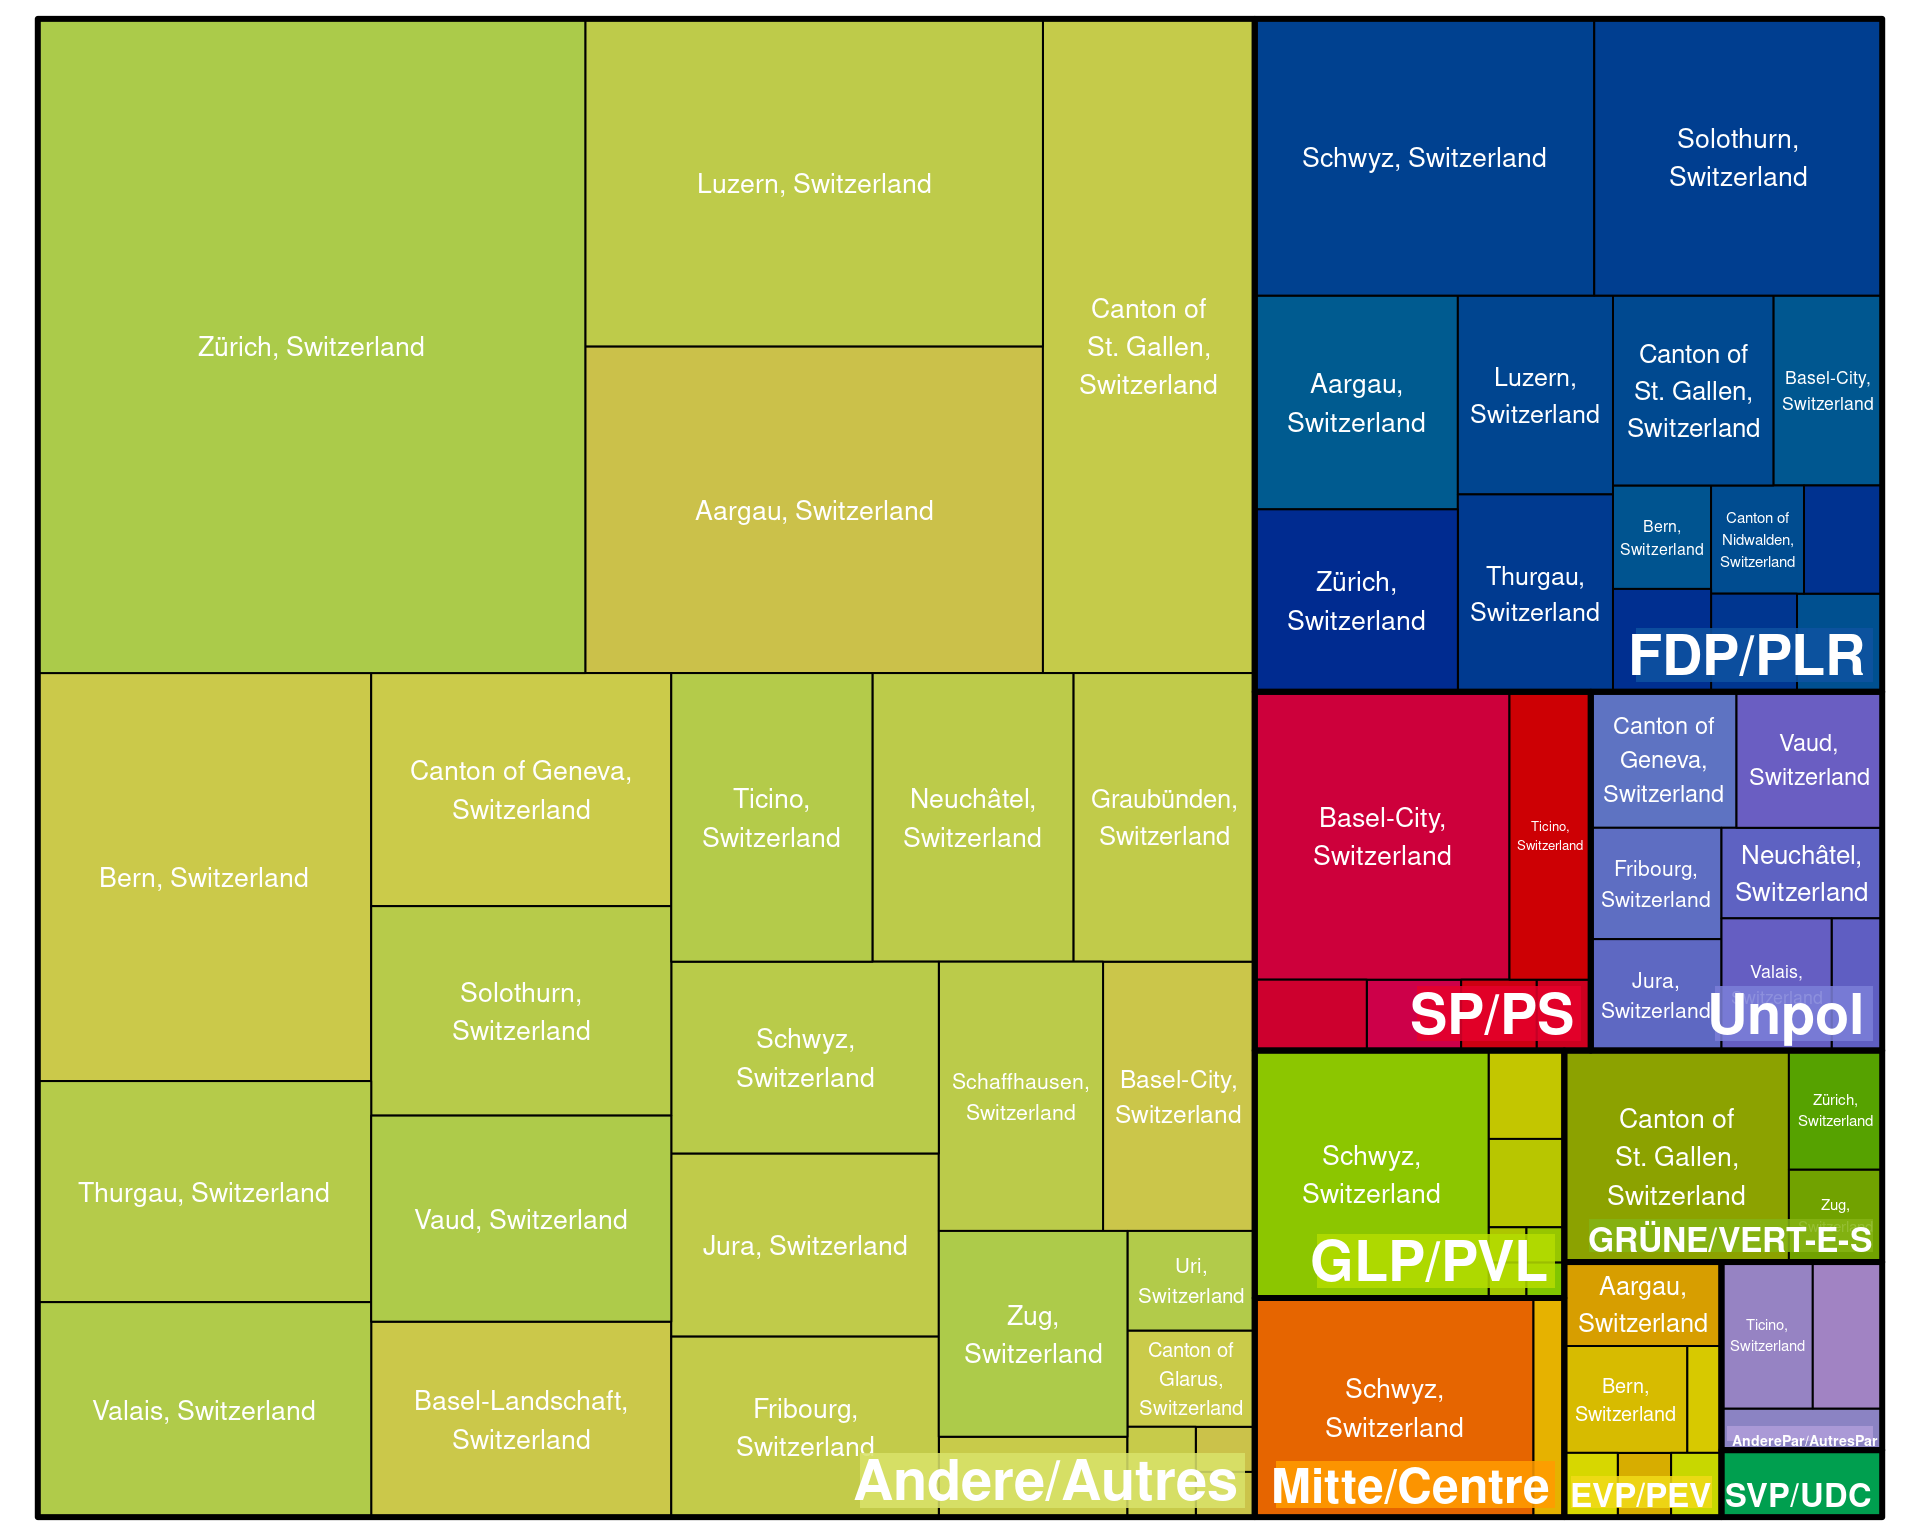 Zürich, Switzerland
Luzern, Switzerland
Aargau, Switzerland
Canton of
St. Gallen,
Switzerland
Bern, Switzerland
Thurgau, Switzerland
Valais, Switzerland
Canton of Geneva,
Switzerland
Solothurn,
Switzerland
Vaud, Switzerland
Basel-Landschaft,
Switzerland
Ticino,
Switzerland
Neuchâtel,
Switzerland
Graubünden,
Switzerland
Schwyz,
Switzerland
Jura, Switzerland
Fribourg,
Switzerland
Schaffhausen,
Switzerland
Basel-City,
Switzerland
Zug,
Switzerland
Uri,
Switzerland
Canton of
Glarus,
Switzerland
Andere/Autres
Schwyz, Switzerland
Solothurn,
Switzerland
Aargau,
Switzerland
Zürich,
Switzerland
Luzern,
Switzerland
Thurgau,
Switzerland
Canton of
St. Gallen,
Switzerland
Basel-City,
Switzerland
Bern,
Switzerland
Canton of
Nidwalden,
Switzerland
FDP/PLR
Basel-City,
Switzerland
Ticino,
Switzerland
SP/PS
Canton of
Geneva,
Switzerland
Vaud,
Switzerland
Fribourg,
Switzerland
Neuchâtel,
Switzerland
Jura,
Switzerland
Valais,
Switzerland
Unpol
Schwyz,
Switzerland
GLP/PVL
Canton of
St. Gallen,
Switzerland
Zürich,
Switzerland
Zug,
Switzerland
GRÜNE/VERT-E-S
Schwyz,
Switzerland
Mitte/Centre
Aargau,
Switzerland
Bern,
Switzerland
EVP/PEV
Ticino,
Switzerland
AnderePar/AutresPar
SVP/UDC